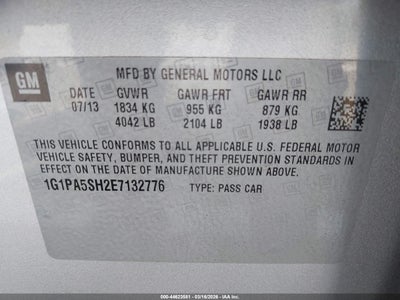 GM
MFD BY GENERAL MOTORS LLC
07/13
GVWR GAWR FRT GAWR RR
1834 KG 955 KG 879 KG
4042 LB 2104 LB 1938 LB
THIS VEHICLE CONFORMS TO ALL APPLICABLE U.S. FEDERAL MOTOR
VEHICLE SAFETY, BUMPER, AND THEFT PREVENTION STANDARDS IN
EFFECT ON THE DATE OF MANUFACTURE SHOWN ABOVE.
1G1PA5SH2E7132776 TYPE: PASS CAR